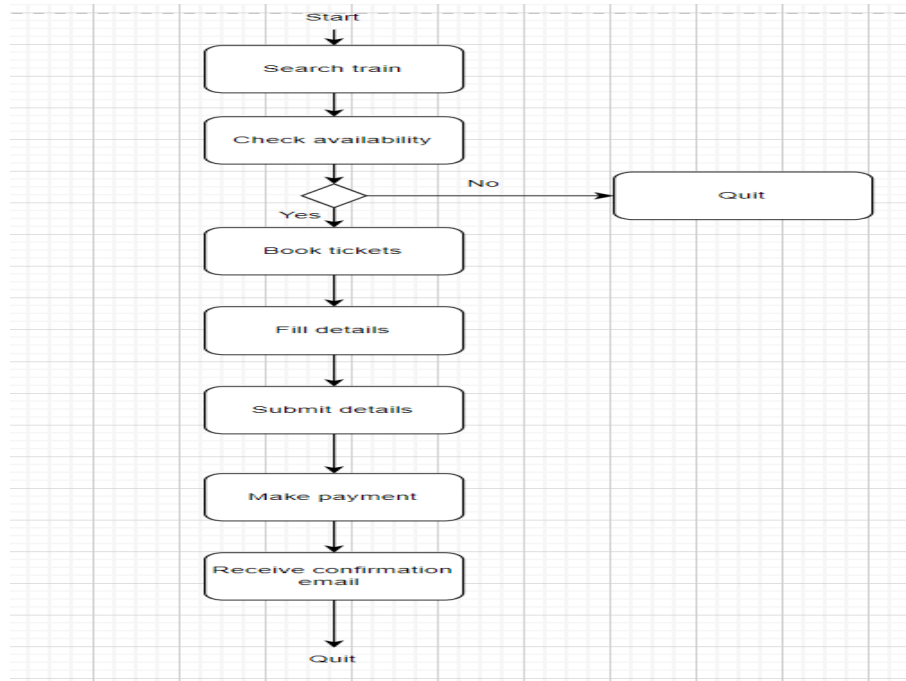 Start
Search train
Check availability
No
Quit
Yes
Book tickets
Fill details
Submit details
Make payment
Receive confirmation
email
Quit